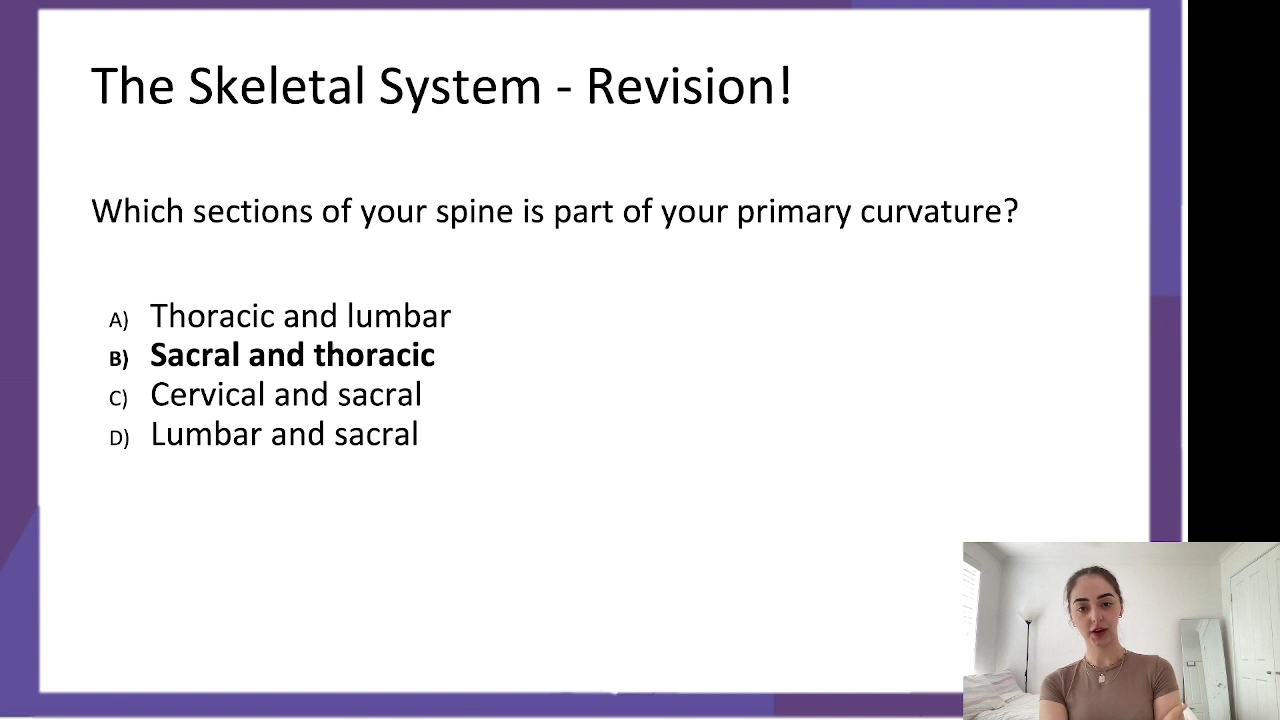 The Skeletal System - Revision!
Which sections of your spine is part of your primary curvature?
A) Thoracic and lumbar
B) Sacral and thoracic
C) Cervical and sacral
D) Lumbar and sacral